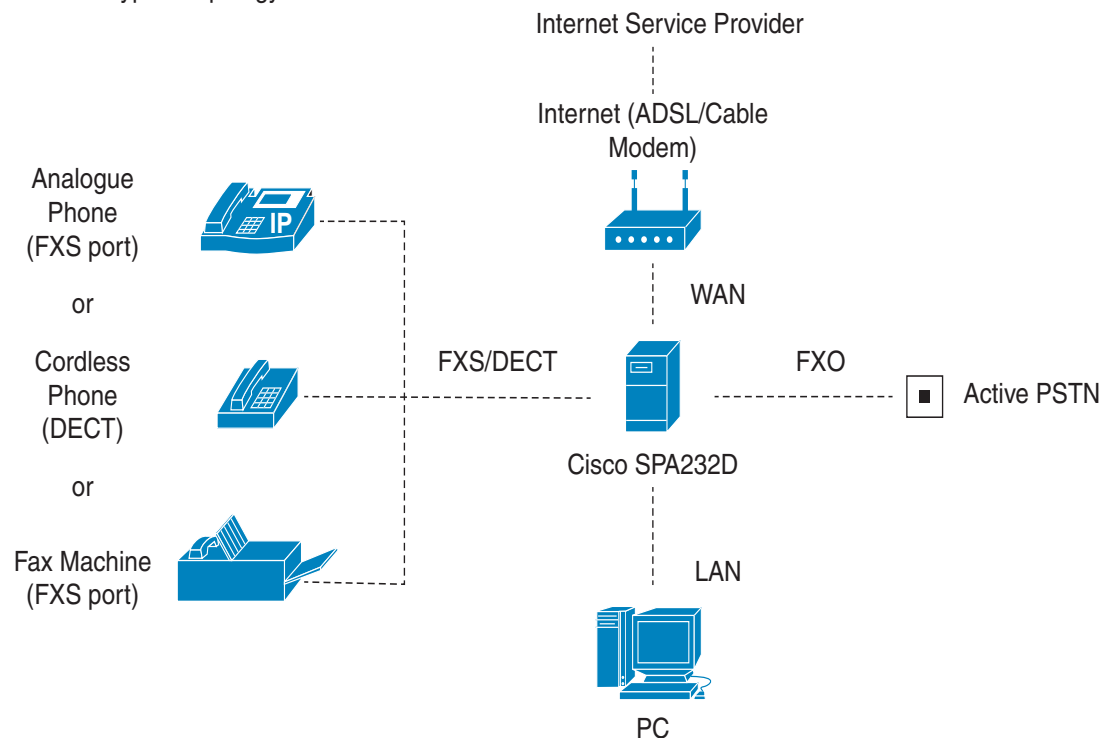 Internet Service Provider
Internet (ADSL/Cable
Modem)
Analogue
Phone
(FXS port)
IP
or
WAN
Cordless
Phone
(DECT)
FXS/DECT
FXO
Active PSTN
Cisco SPA232D
or
Fax Machine
(FXS port)
LAN
PC